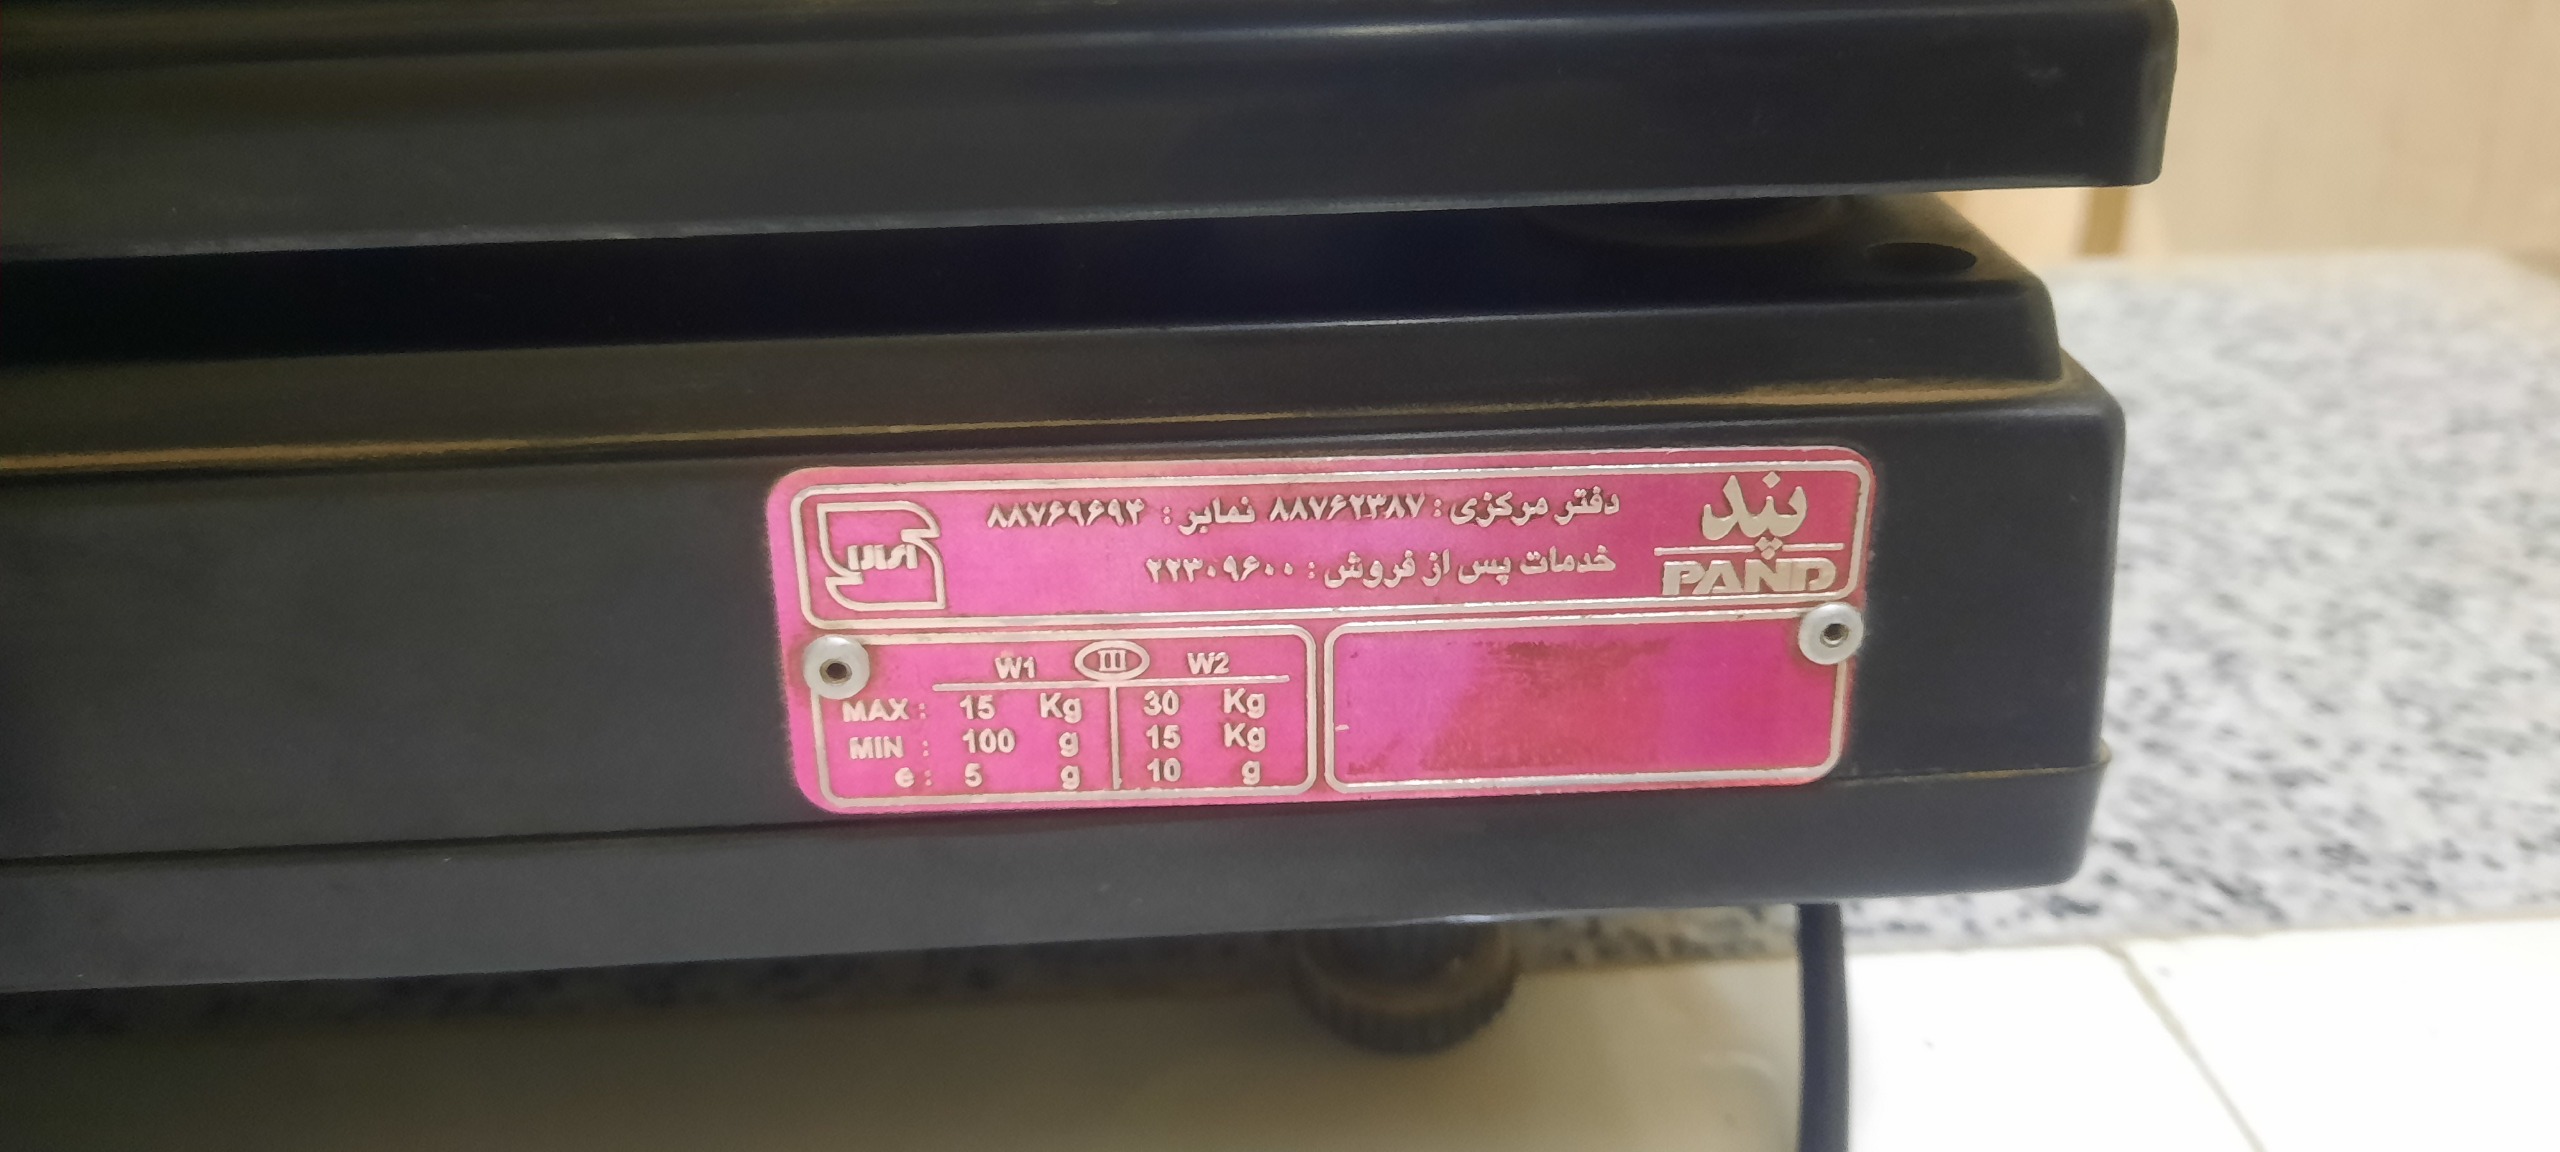 پند
PAND
دفتر مرکزی : ۸۸۷۶۲۳۸۷ نمابر : ۸۸۷۶۹۶۹۴
خدمات پس از فروش : ۲۲۳۰۹۶۰۰
W1 III W2
MAX : 15 Kg 30 Kg
MIN : 100 g 15 Kg
e : 5 g 10 g